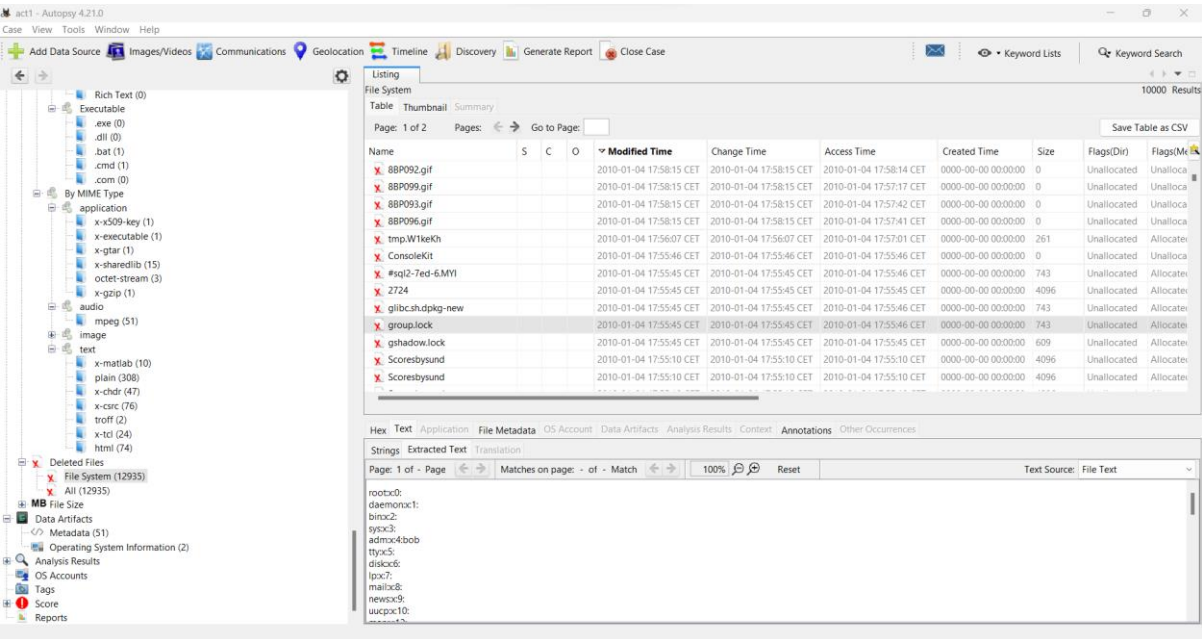 act1 - Autopsy 4.21.0
Case View Tools Window Help
Add Data Source Images/Videos Communications Geolocation Timeline Discovery Generate Report Close Case Keyword Lists Keyword Search
Rich Text (0)
Executable
.exe (0)
.dll (0)
.bat (1)
.cmd (1)
.com (0)
By MIME Type
application
x-x509-key (1)
x-executable (1)
x-gtar (1)
x-sharedlib (15)
octet-stream (3)
x-gzip (1)
audio
mpeg (51)
image
text
x-matlab (10)
plain (308)
x-chdr (47)
x-csrc (76)
troff (2)
x-tcl (24)
html (74)
Deleted Files
File System (12935)
All (12935)
MB File Size
Data Artifacts
Metadata (51)
Operating System Information (2)
Analysis Results
OS Accounts
Tags
Score
Reports
Listing
File System 10000 Results
Table Thumbnail Summary
Page: 1 of 2 Pages: Go to Page: Save Table as CSV
Name S C O Modified Time Change Time Access Time Created Time Size Flags(Dir) Flags(Me
8BP092.gif 2010-01-04 17:58:15 CET 2010-01-04 17:58:15 CET 2010-01-04 17:58:14 CET 0000-00-00 00:00:00 0 Unallocated Unalloca
8BP099.gif 2010-01-04 17:58:15 CET 2010-01-04 17:58:15 CET 2010-01-04 17:57:17 CET 0000-00-00 00:00:00 0 Unallocated Unalloca
8BP093.gif 2010-01-04 17:58:15 CET 2010-01-04 17:58:15 CET 2010-01-04 17:57:42 CET 0000-00-00 00:00:00 0 Unallocated Unalloca
8BP096.gif 2010-01-04 17:58:15 CET 2010-01-04 17:58:15 CET 2010-01-04 17:57:41 CET 0000-00-00 00:00:00 0 Unallocated Unalloca
tmp.W1keKh 2010-01-04 17:56:07 CET 2010-01-04 17:56:07 CET 2010-01-04 17:57:01 CET 0000-00-00 00:00:00 261 Unallocated Allocate
ConsoleKit 2010-01-04 17:55:46 CET 2010-01-04 17:55:46 CET 2010-01-04 17:55:46 CET 0000-00-00 00:00:00 0 Unallocated Unalloca
#sql2-7ed-6.MYI 2010-01-04 17:55:45 CET 2010-01-04 17:55:45 CET 2010-01-04 17:55:46 CET 0000-00-00 00:00:00 743 Unallocated Allocate
2724 2010-01-04 17:55:45 CET 2010-01-04 17:55:45 CET 2010-01-04 17:55:45 CET 0000-00-00 00:00:00 4096 Unallocated Allocate
glibc.sh.dpkg-new 2010-01-04 17:55:45 CET 2010-01-04 17:55:45 CET 2010-01-04 17:55:46 CET 0000-00-00 00:00:00 743 Unallocated Allocate
group.lock 2010-01-04 17:55:45 CET 2010-01-04 17:55:45 CET 2010-01-04 17:55:46 CET 0000-00-00 00:00:00 743 Unallocated Allocate
gshadow.lock 2010-01-04 17:55:45 CET 2010-01-04 17:55:45 CET 2010-01-04 17:55:45 CET 0000-00-00 00:00:00 609 Unallocated Allocate
Scoresbysund 2010-01-04 17:55:10 CET 2010-01-04 17:55:10 CET 2010-01-04 17:55:10 CET 0000-00-00 00:00:00 4096 Unallocated Allocate
Scoresbysund 2010-01-04 17:55:10 CET 2010-01-04 17:55:10 CET 2010-01-04 17:55:10 CET 0000-00-00 00:00:00 4096 Unallocated Allocate
Hex Text Application File Metadata OS Account Data Artifacts Analysis Results Context Annotations Other Occurrences
Strings Extracted Text Translation
Page: 1 of - Page Matches on page: - of - Match 100% Reset Text Source: File Text
root:x:0:
daemon:x:1:
bin:x:2:
sys:x:3:
adm:x:4:bob
tty:x:5:
disk:x:6:
lp:x:7:
mail:x:8:
news:x:9:
uucp:x:10: